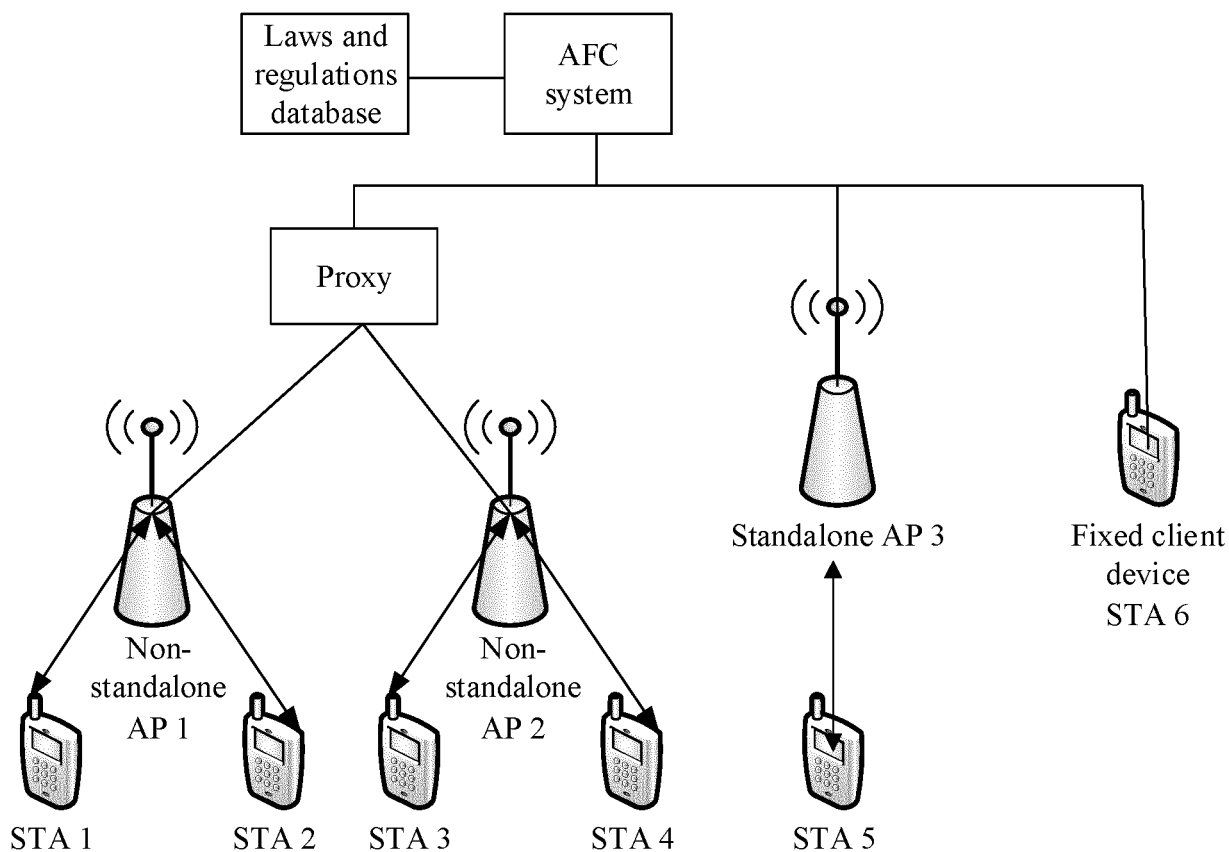 Laws and
regulations
database
AFC
system
Proxy
Standalone AP 3
Fixed client
device
STA 6
Non-
standalone
AP 1
Non-
standalone
AP 2
STA 1
STA 2
STA 3
STA 4
STA 5